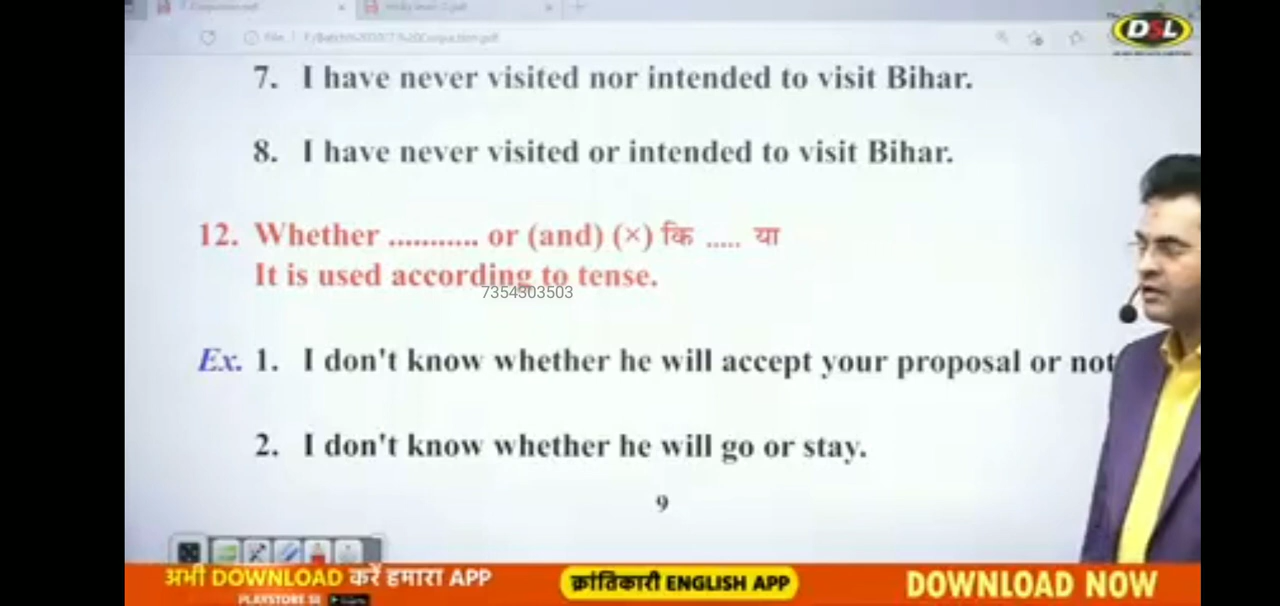 DSL
7. I have never visited nor intended to visit Bihar.
8. I have never visited or intended to visit Bihar.
12. Whether ........... or (and) (×) कि ..... या
It is used according to tense.
7354303503
Ex. 1. I don't know whether he will accept your proposal or not
2. I don't know whether he will go or stay.
9
अभी DOWNLOAD करें हमारा APP
PLAYSTORE से
क्रांतिकारी ENGLISH APP
DOWNLOAD NOW